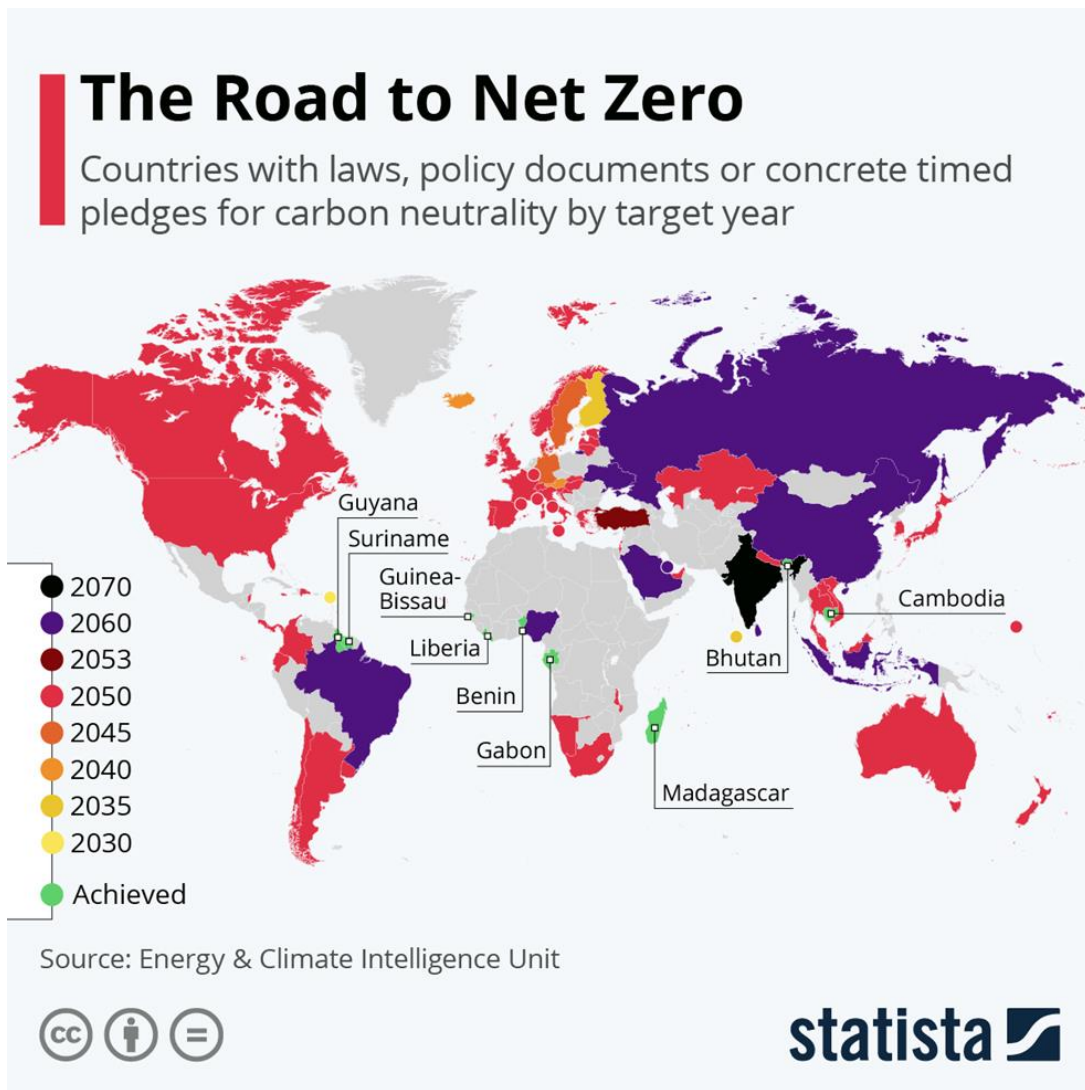 The Road to Net Zero
Countries with laws, policy documents or concrete timed
pledges for carbon neutrality by target year
Guyana
Suriname
Guinea-
Bissau
Liberia
Benin
Gabon
Madagascar
Bhutan
Cambodia
2070
2060
2053
2050
2045
2040
2035
2030
Achieved
Source: Energy & Climate Intelligence Unit
cc
=
statista